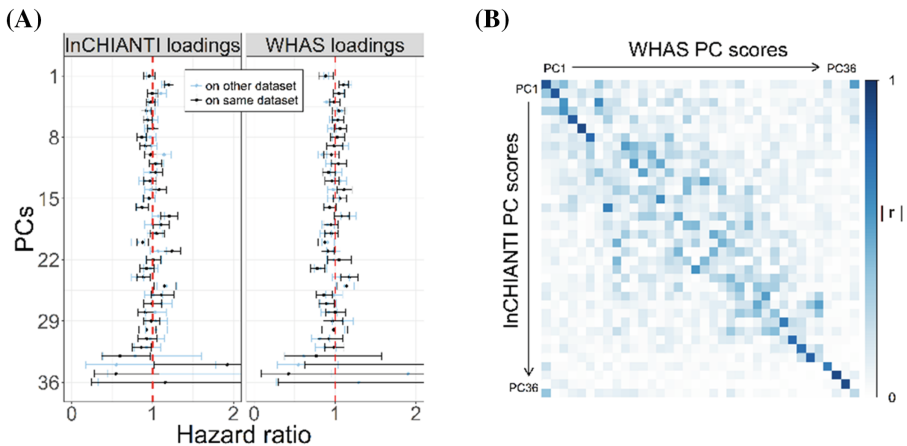 (A)
InCHIANTI loadings
WHAS loadings
on other dataset
on same dataset
PCs
1
8
15
22
29
36
0
1
2
0
1
2
Hazard ratio
(B)
WHAS PC scores
PC1
PC36
PC1
InCHIANTI PC scores
PC36
1
| r |
0